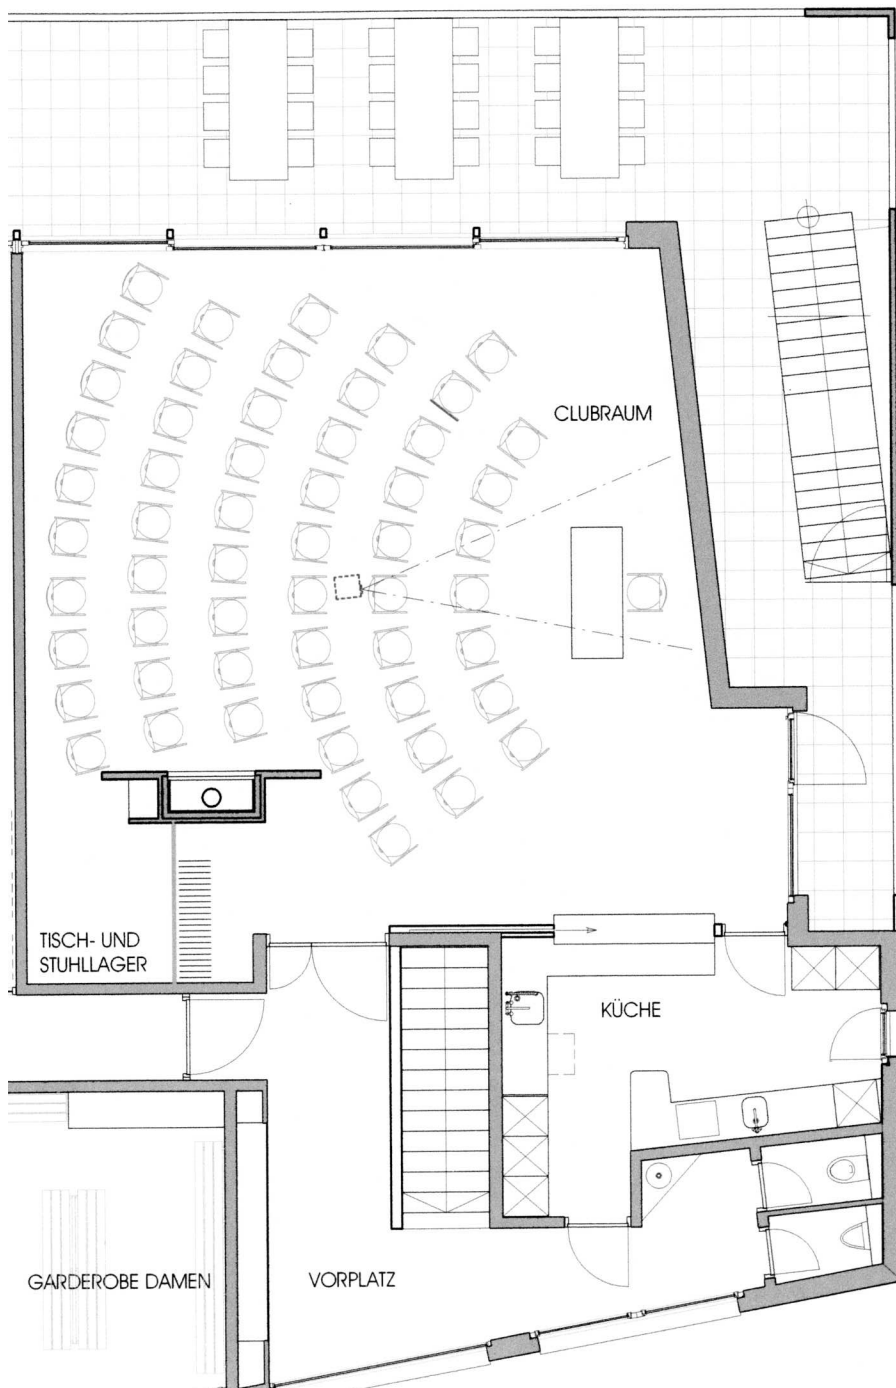 CLUBRAUM
TISCH- UND
STUHLLAGER
KÜCHE
GARDEROBE DAMEN
VORPLATZ